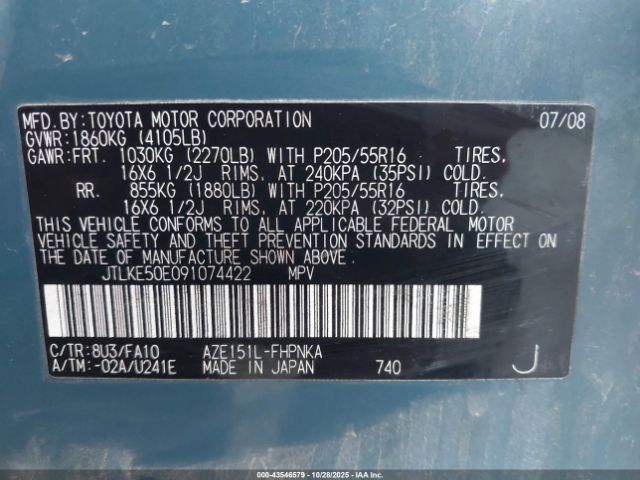 MFD.BY:TOYOTA MOTOR CORPORATION 07/08
GVWR:1860KG (4105LB)
GAWR:FRT. 1030KG (2270LB) WITH P205/55R16 TIRES,
16X6 1/2J RIMS, AT 240KPA (35PSI) COLD.
RR. 855KG (1880LB) WITH P205/55R16 TIRES,
16X6 1/2J RIMS, AT 220KPA (32PSI) COLD.
THIS VEHICLE CONFORMS TO ALL APPLICABLE FEDERAL MOTOR
VEHICLE SAFETY AND THEFT PREVENTION STANDARDS IN EFFECT ON
THE DATE OF MANUFACTURE SHOWN ABOVE.
JTLKE50E091074422 MPV
C/TR:8U3/FA10 AZE151L-FHPNKA
A/TM:-02A/U241E MADE IN JAPAN 740 J
000-43546579 | 10/28/2025 | IAAI.COM